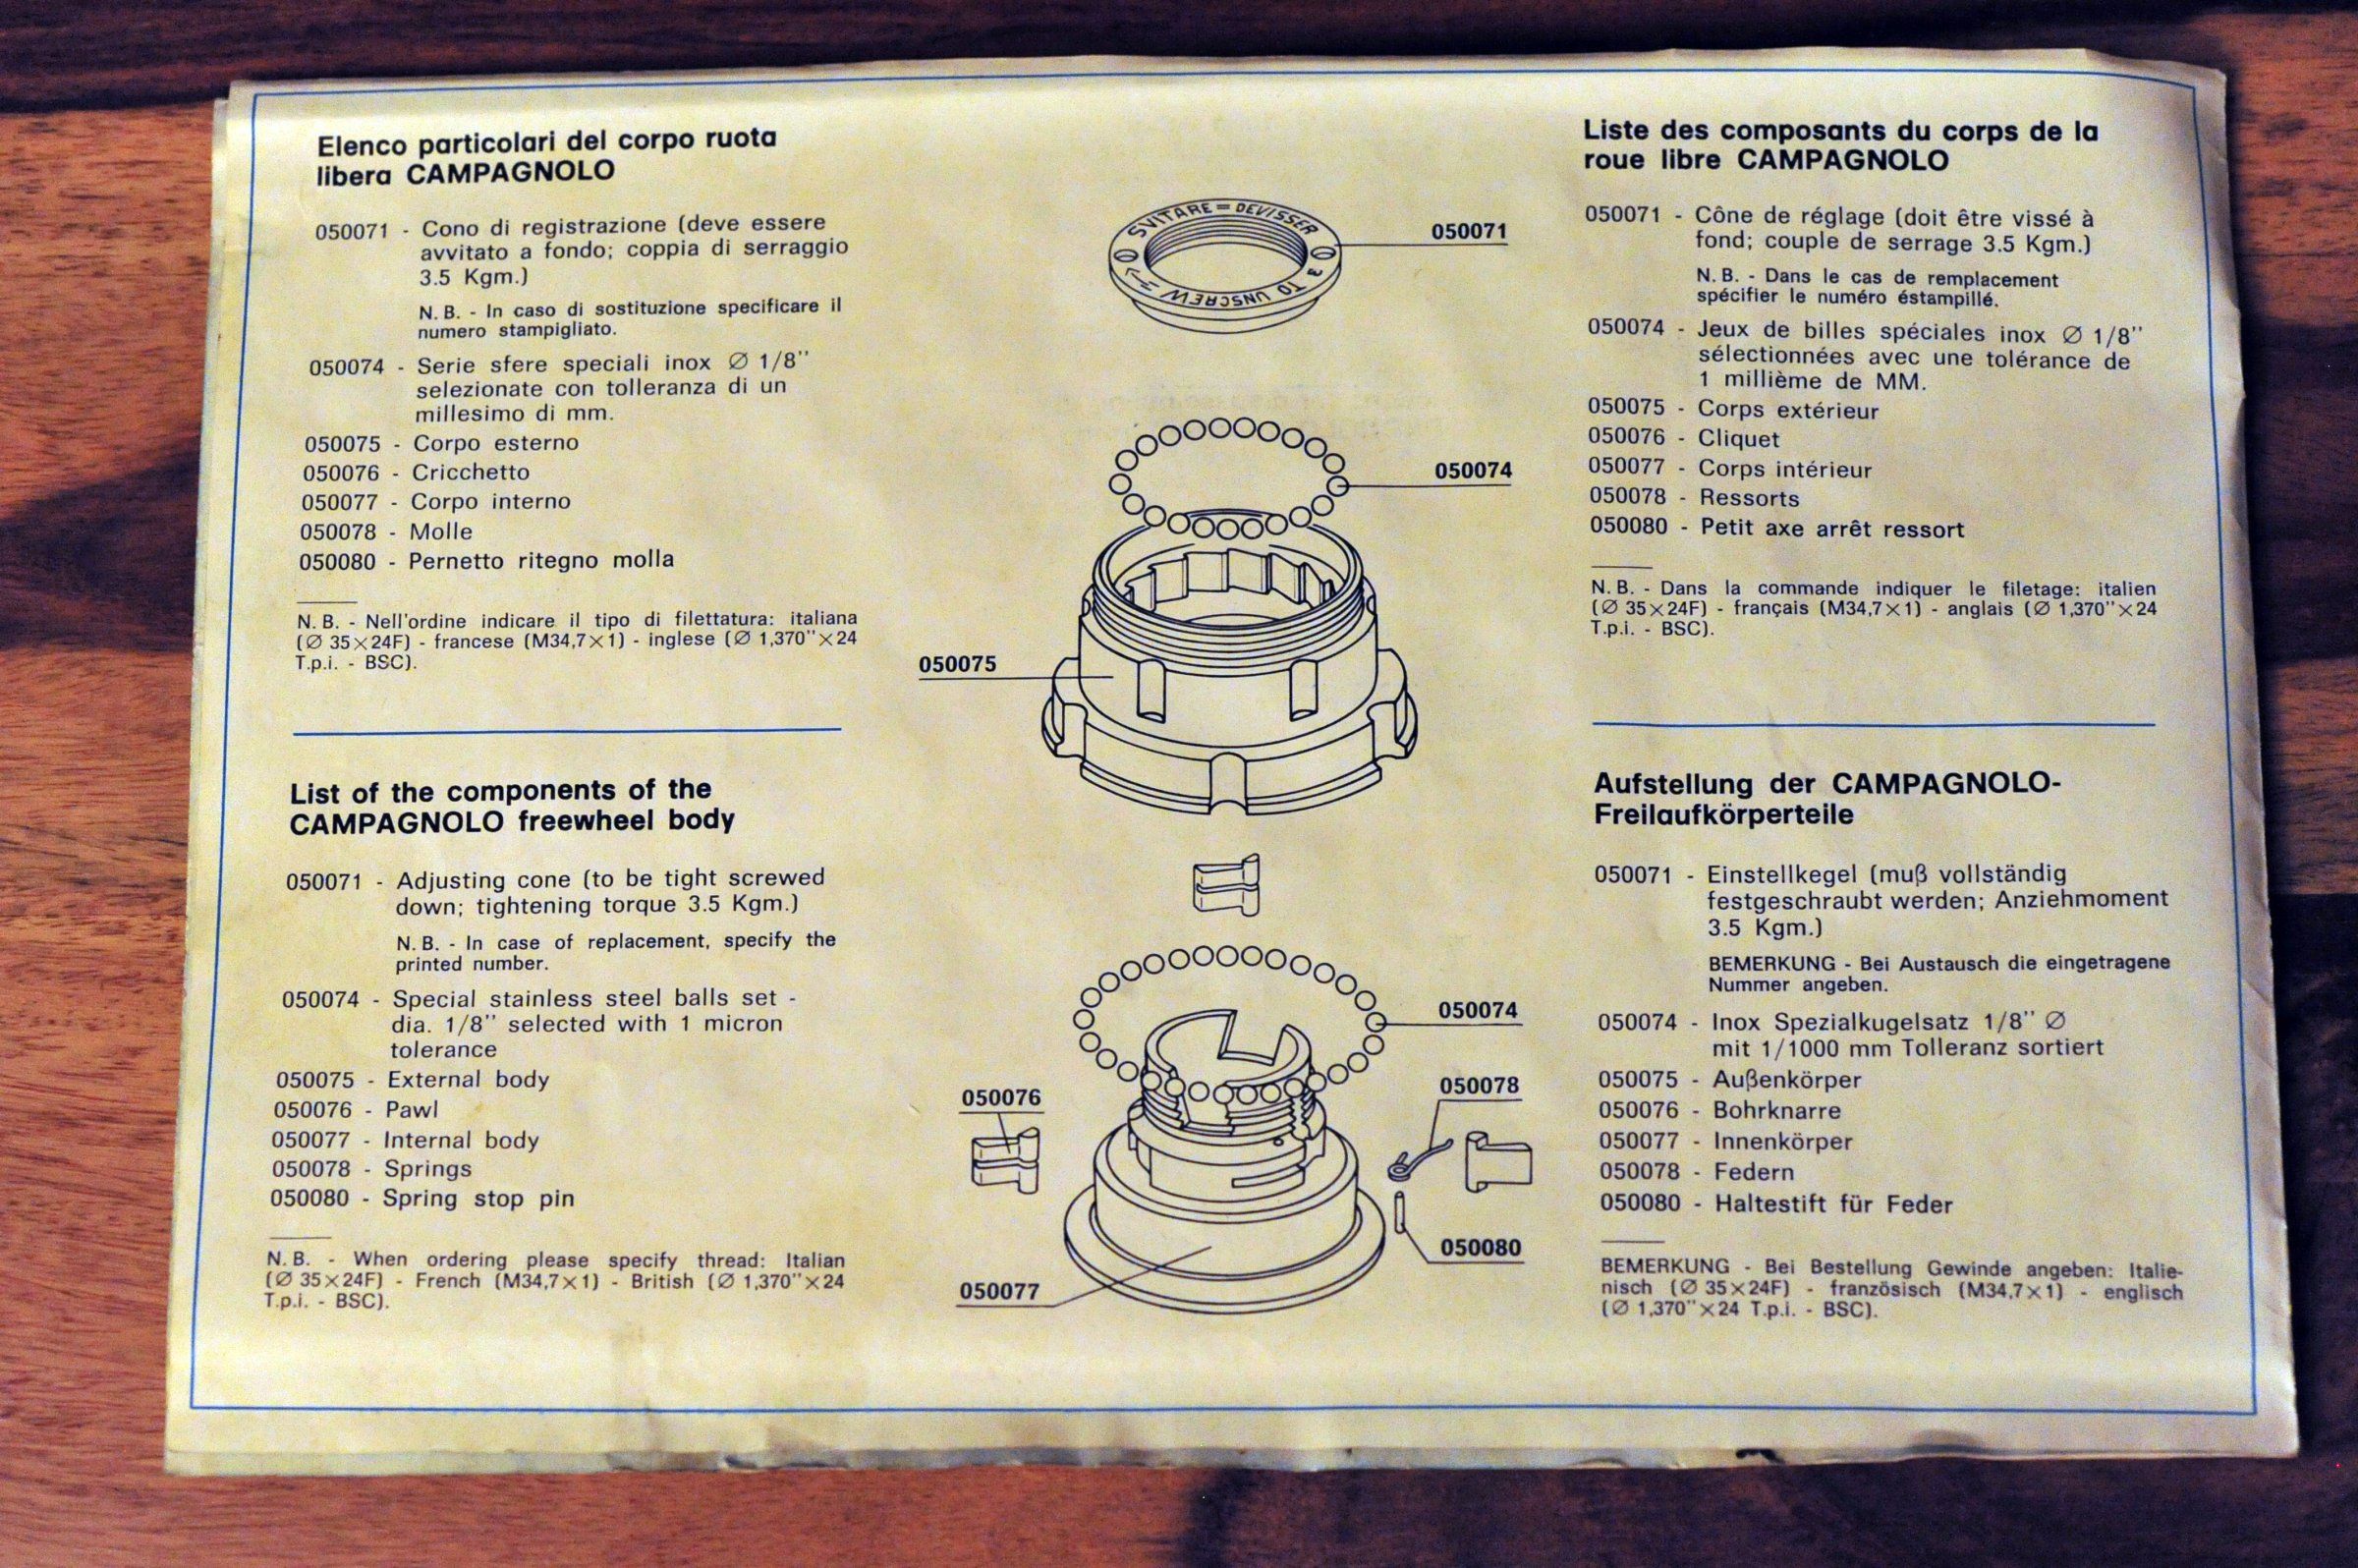 Elenco particolari del corpo ruota
libera CAMPAGNOLO
050071 - Cono di registrazione (deve essere
avvitato a fondo; coppia di serraggio
3.5 Kgm.)
N. B. - In caso di sostituzione specificare il
numero stampigliato.
050074 - Serie sfere speciali inox Ø 1/8''
selezionate con tolleranza di un
millesimo di mm.
050075 - Corpo esterno
050076 - Cricchetto
050077 - Corpo interno
050078 - Molle
050080 - Pernetto ritegno molla
N. B. - Nell'ordine indicare il tipo di filettatura: italiana
(Ø 35×24F) - francese (M34,7×1) - inglese (Ø 1,370''×24
T.p.i. - BSC).
List of the components of the
CAMPAGNOLO freewheel body
050071 - Adjusting cone (to be tight screwed
down; tightening torque 3.5 Kgm.)
N. B. - In case of replacement, specify the
printed number.
050074 - Special stainless steel balls set -
dia. 1/8'' selected with 1 micron
tolerance
050075 - External body
050076 - Pawl
050077 - Internal body
050078 - Springs
050080 - Spring stop pin
N. B. - When ordering please specify thread: Italian
(Ø 35×24F) - French (M34,7×1) - British (Ø 1,370''×24
T.p.i. - BSC).
SVITARE = DEVISSER
3 TO UNSCREW
050071
050074
050075
050074
050076
050078
050080
050077
Liste des composants du corps de la
roue libre CAMPAGNOLO
050071 - Cône de réglage (doit être vissé à
fond; couple de serrage 3.5 Kgm.)
N. B. - Dans le cas de remplacement
spécifier le numéro éstampillé.
050074 - Jeux de billes spéciales inox Ø 1/8''
sélectionnées avec une tolérance de
1 millième de MM.
050075 - Corps extérieur
050076 - Cliquet
050077 - Corps intérieur
050078 - Ressorts
050080 - Petit axe arrêt ressort
N. B. - Dans la commande indiquer le filetage: italien
(Ø 35×24F) - français (M34,7×1) - anglais (Ø 1,370''×24
T.p.i. - BSC).
Aufstellung der CAMPAGNOLO-
Freilaufkörperteile
050071 - Einstellkegel (muß vollständig
festgeschraubt werden; Anziehmoment
3.5 Kgm.)
BEMERKUNG - Bei Austausch die eingetragene
Nummer angeben.
050074 - Inox Spezialkugelsatz 1/8'' Ø
mit 1/1000 mm Tolleranz sortiert
050075 - Außenkörper
050076 - Bohrknarre
050077 - Innenkörper
050078 - Federn
050080 - Haltestift für Feder
BEMERKUNG - Bei Bestellung Gewinde angeben: Italie-
nisch (Ø 35×24F) - französisch (M34,7×1) - englisch
(Ø 1,370''×24 T.p.i. - BSC).